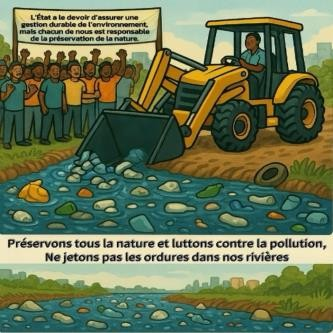 L'État a le devoir d'assurer une
gestion durable de l'environnement,
mais chacun de nous est responsable
de la préservation de la nature.
Préservons tous la nature et luttons contre la pollution,
Ne jetons pas les ordures dans nos rivières